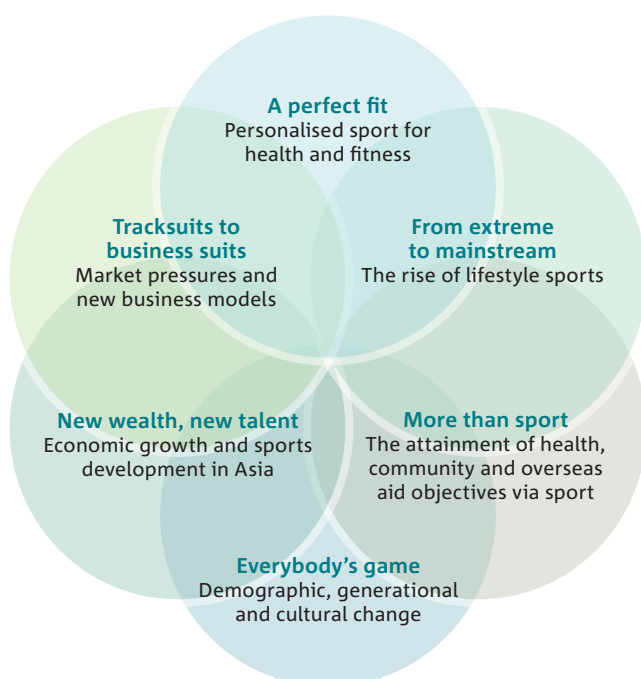 A perfect fit
Personalised sport for
health and fitness
Tracksuits to
business suits
Market pressures and
new business models
From extreme
to mainstream
The rise of lifestyle sports
New wealth, new talent
Economic growth and sports
development in Asia
More than sport
The attainment of health,
community and overseas
aid objectives via sport
Everybody's game
Demographic, generational
and cultural change